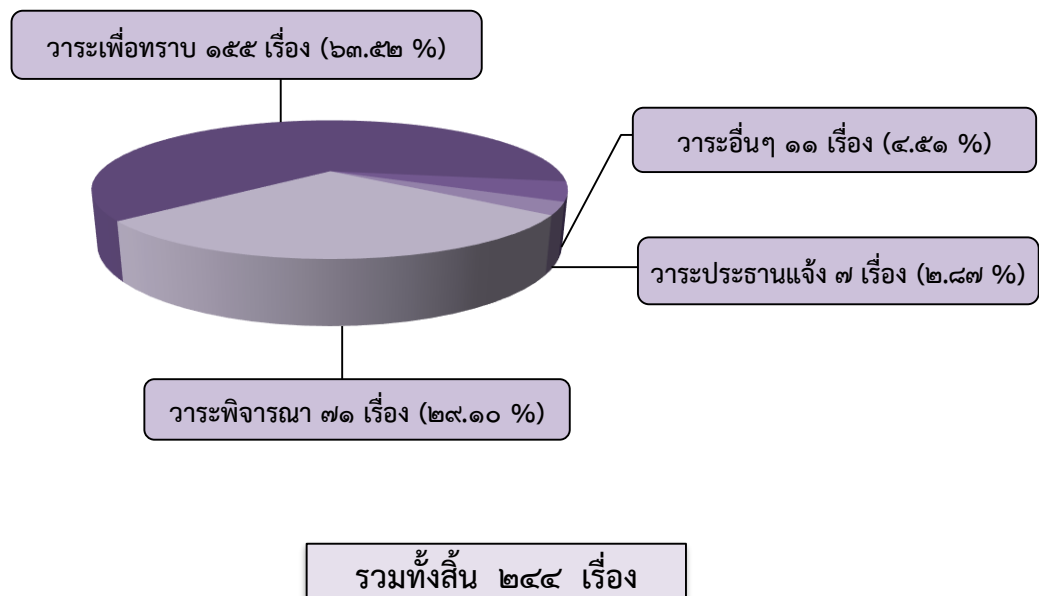 วาระเพื่อทราบ ๑๕๕ เรื่อง (๖๓.๕๒ %)
วาระอื่นๆ ๑๑ เรื่อง (๔.๕๑ %)
วาระประธานแจ้ง ๗ เรื่อง (๒.๘๗ %)
วาระพิจารณา ๗๑ เรื่อง (๒๙.๑๐ %)
รวมทั้งสิ้น ๒๔๔ เรื่อง